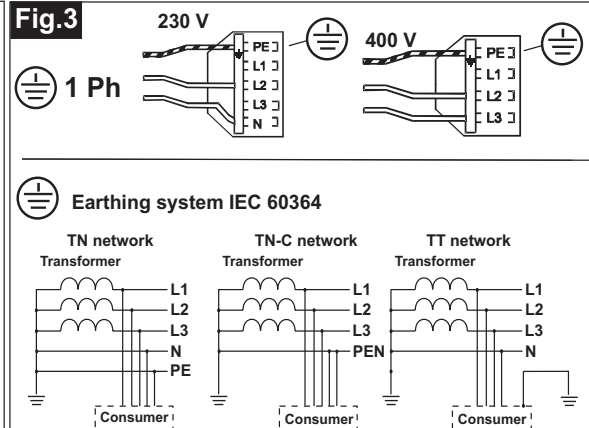 Fig.3
230 V
PE
L1
L2
L3
N
400 V
PE
L1
L2
L3
1 Ph
Earthing system IEC 60364
TN network
Transformer
L1
L2
L3
N
PE
Consumer
TN-C network
Transformer
L1
L2
L3
PEN
Consumer
TT network
Transformer
L1
L2
L3
N
Consumer